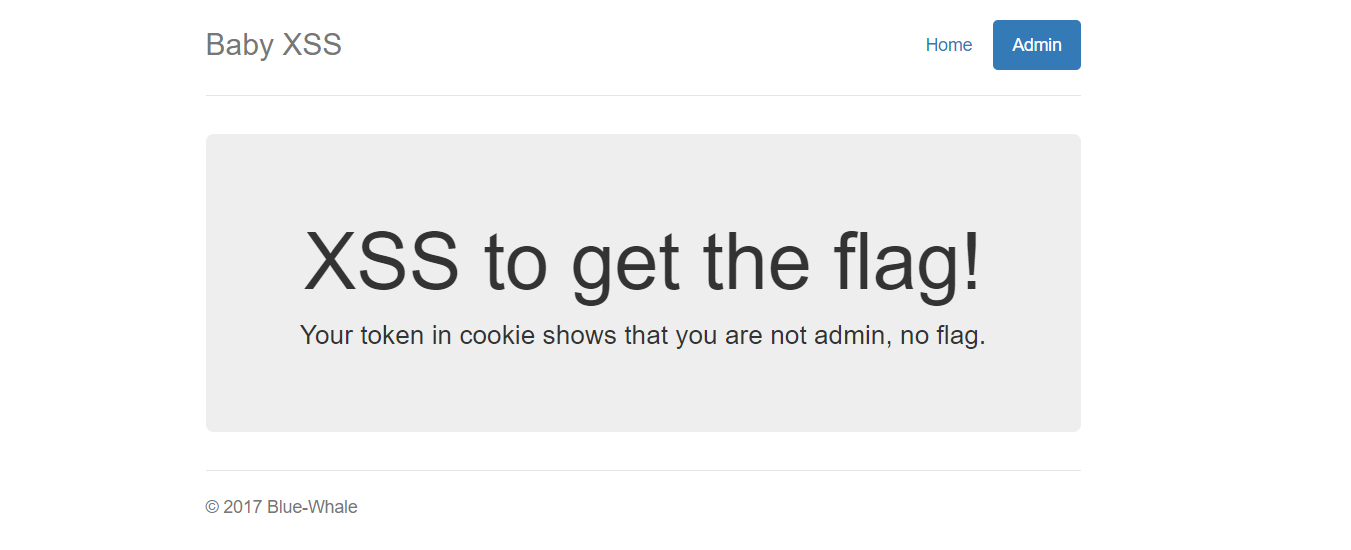 Baby XSS
Home
Admin
XSS to get the flag!
Your token in cookie shows that you are not admin, no flag.
© 2017 Blue-Whale